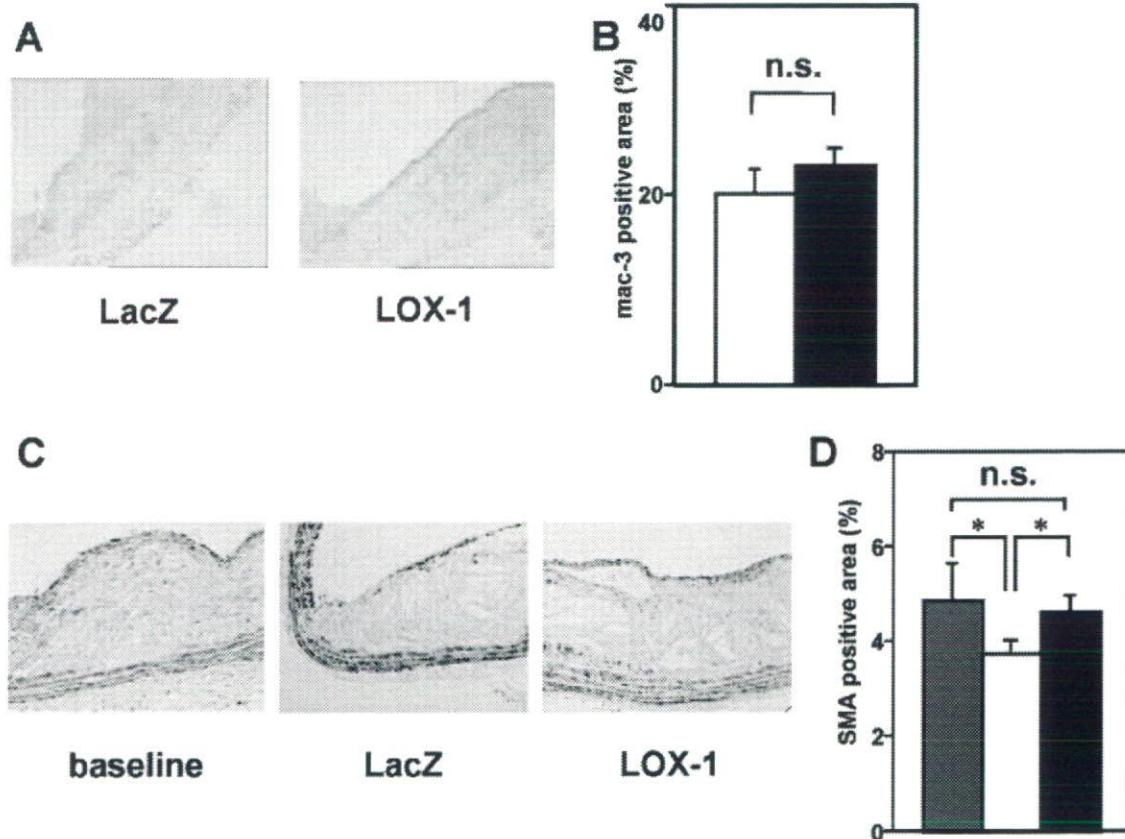 A
LacZ
LOX-1
B
mac-3 positive area (%)
40
20
0
n.s.
C
baseline
LacZ
LOX-1
D
SMA positive area (%)
8
6
4
2
0
n.s.
* *